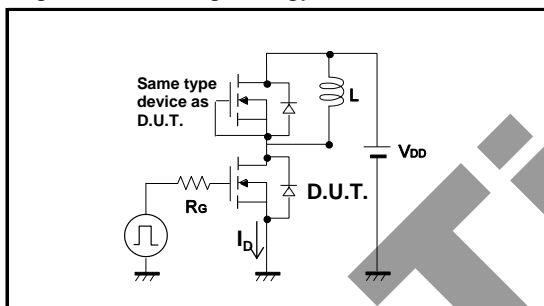 Same type
device as
D.U.T.
L
VDD
RG
D.U.T.
ID